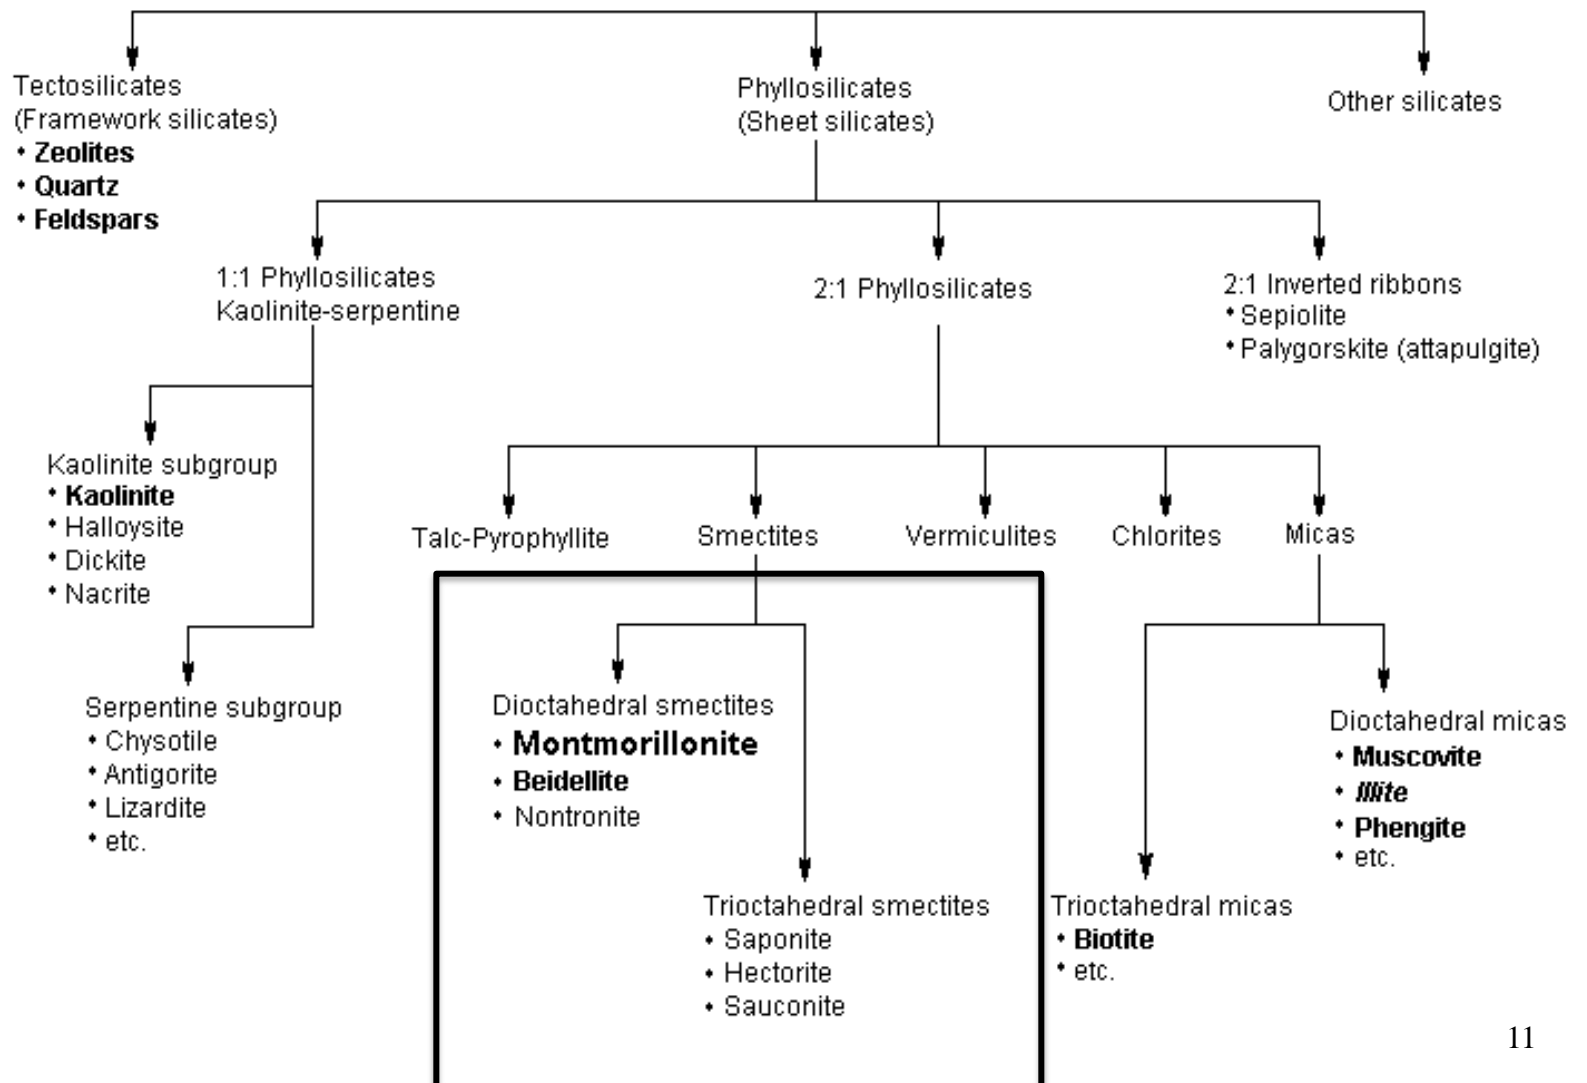 Tectosilicates
(Framework silicates)
• Zeolites
• Quartz
• Feldspars
Phyllosilicates
(Sheet silicates)
Other silicates
1:1 Phyllosilicates
Kaolinite-serpentine
2:1 Phyllosilicates
2:1 Inverted ribbons
• Sepiolite
• Palygorskite (attapulgite)
Kaolinite subgroup
• Kaolinite
• Halloysite
• Dickite
• Nacrite
Talc-Pyrophyllite
Smectites
Vermiculites
Chlorites
Micas
Serpentine subgroup
• Chysotile
• Antigorite
• Lizardite
• etc.
Dioctahedral smectites
• Montmorillonite
• Beidellite
• Nontronite
Trioctahedral smectites
• Saponite
• Hectorite
• Sauconite
Trioctahedral micas
• Biotite
• etc.
Dioctahedral micas
• Muscovite
• Illite
• Phengite
• etc.
11